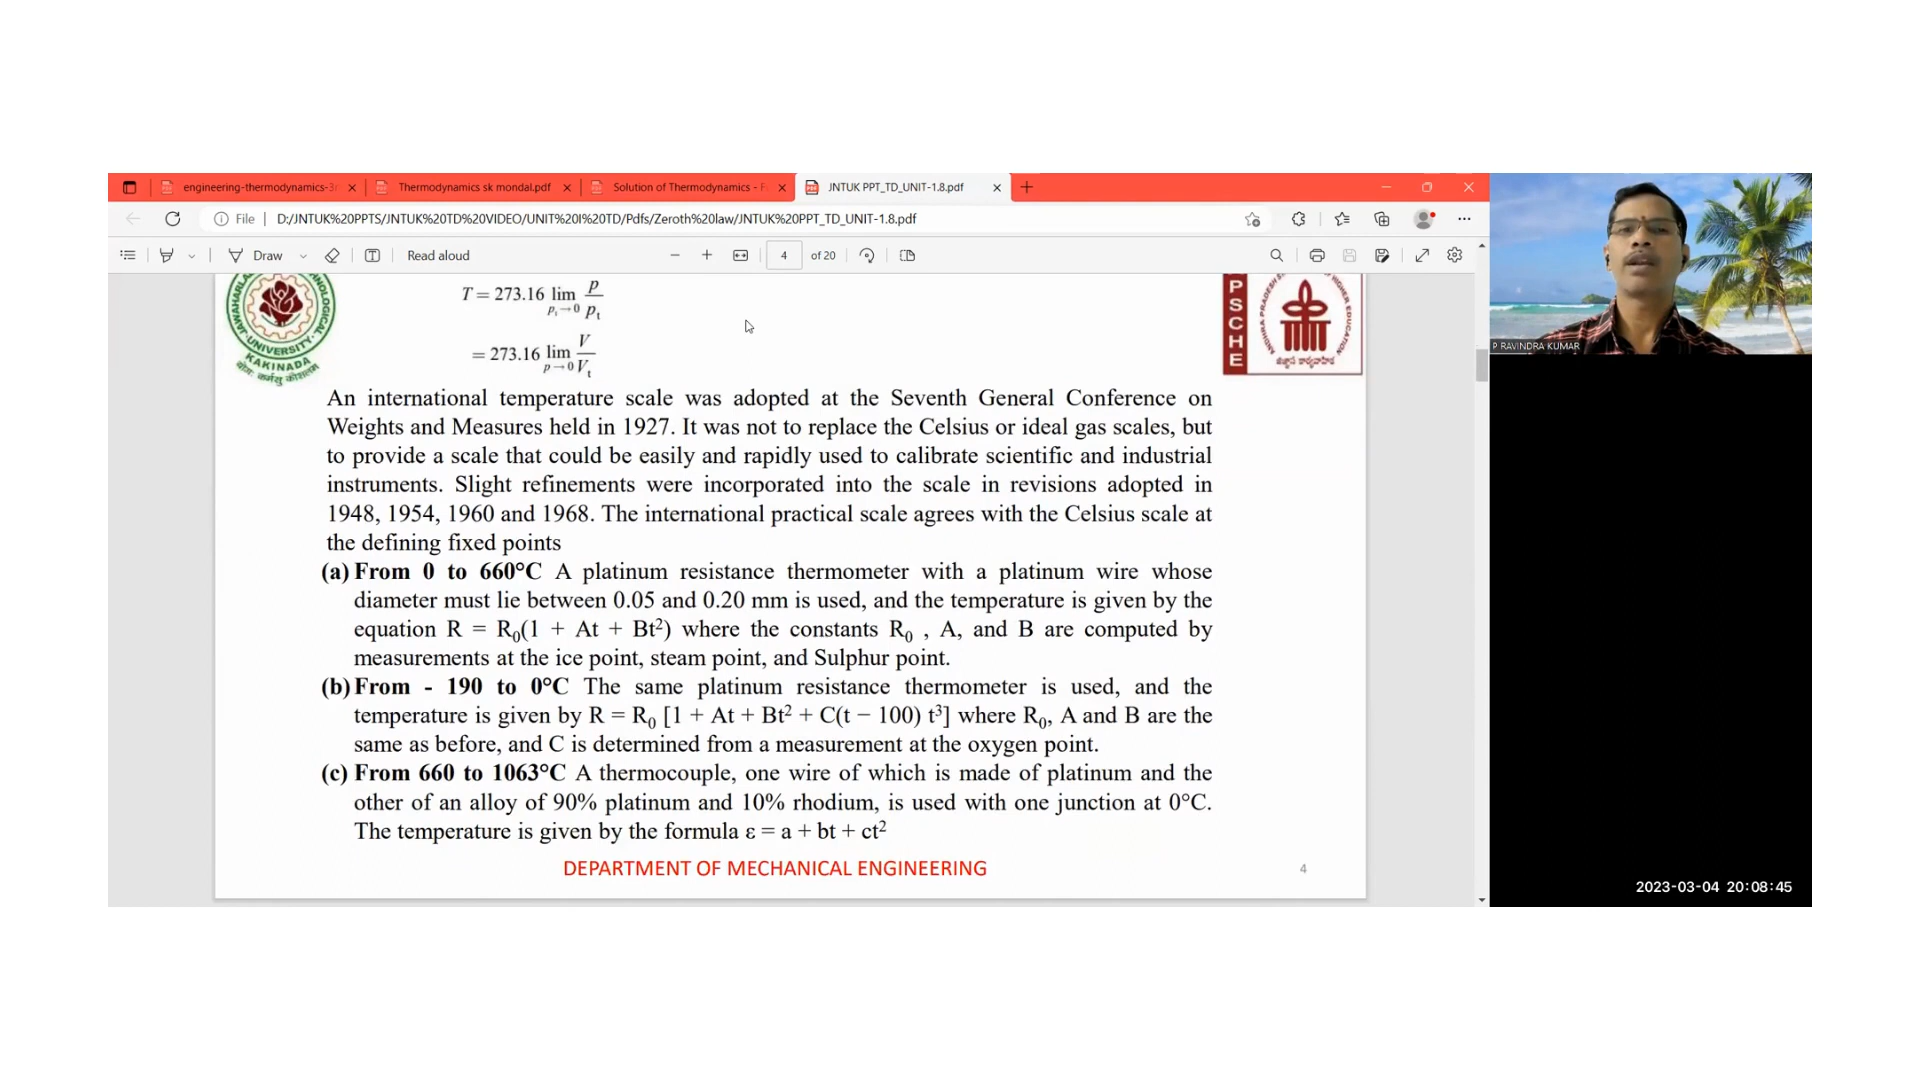 engineering-thermodynamics-3
Thermodynamics sk mondal.pdf
Solution of Thermodynamics - P
JNTUK PPT_TD_UNIT-1.8.pdf
File
D:/JNTUK%20PPTS/JNTUK%20TD%20VIDEO/UNIT%20I%20TD/Pdfs/Zeroth%20law/JNTUK%20PPT_TD_UNIT-1.8.pdf
Draw
Read aloud
4 of 20
UNIVERSITY
KAKINADA
T = 273.16 lim p/pₜ
pₜ→0
= 273.16 lim V/Vₜ
p→0
PSCHE
An international temperature scale was adopted at the Seventh General Conference on
Weights and Measures held in 1927. It was not to replace the Celsius or ideal gas scales, but
to provide a scale that could be easily and rapidly used to calibrate scientific and industrial
instruments. Slight refinements were incorporated into the scale in revisions adopted in
1948, 1954, 1960 and 1968. The international practical scale agrees with the Celsius scale at
the defining fixed points
(a) From 0 to 660°C A platinum resistance thermometer with a platinum wire whose
diameter must lie between 0.05 and 0.20 mm is used, and the temperature is given by the
equation R = R₀(1 + At + Bt²) where the constants R₀ , A, and B are computed by
measurements at the ice point, steam point, and Sulphur point.
(b) From - 190 to 0°C The same platinum resistance thermometer is used, and the
temperature is given by R = R₀ [1 + At + Bt² + C(t − 100) t³] where R₀, A and B are the
same as before, and C is determined from a measurement at the oxygen point.
(c) From 660 to 1063°C A thermocouple, one wire of which is made of platinum and the
other of an alloy of 90% platinum and 10% rhodium, is used with one junction at 0°C.
The temperature is given by the formula ε = a + bt + ct²
DEPARTMENT OF MECHANICAL ENGINEERING
4
P RAVINDRA KUMAR
2023-03-04 20:08:45